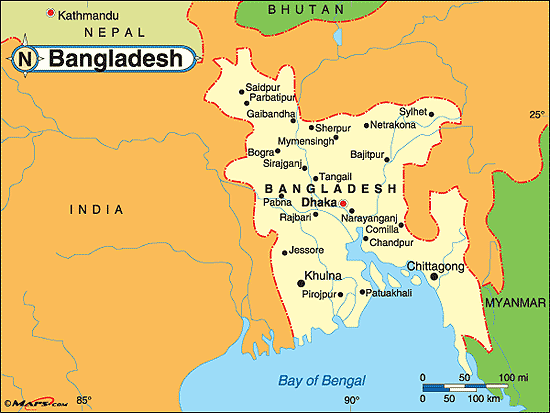 Kathmandu
NEPAL
BHUTAN
N Bangladesh
Saidpur
Parbatipur
Gaibandha
Sherpur
Netrakona
Sylhet
25°
Mymensingh
Bogra
Sirajganj
Bajitpur
Tangail
BANGLADESH
INDIA
Pabna
Dhaka
Rajbari
Narayanganj
Comilla
Chandpur
Jessore
Khulna
Chittagong
Pirojpur
Patuakhali
MYANMAR
Bay of Bengal
0 50 100 mi
0 50 100 km
©MAPS.COM
85°
90°